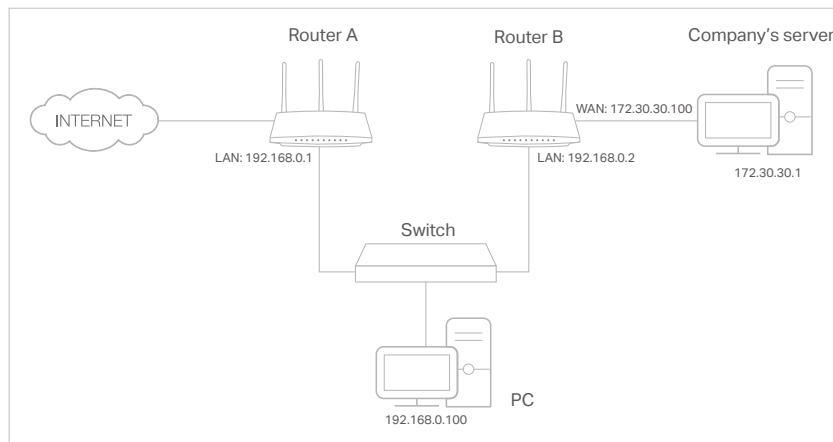 Router A
Router B
Company's server
INTERNET
WAN: 172.30.30.100
LAN: 192.168.0.1
LAN: 192.168.0.2
172.30.30.1
Switch
PC
192.168.0.100